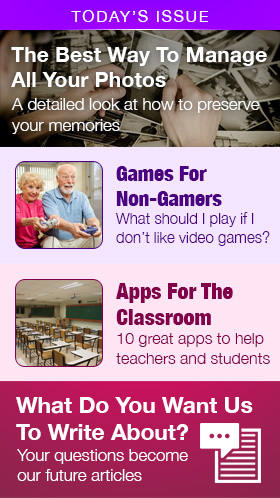 TODAY'S ISSUE
The Best Way To Manage
All Your Photos
A detailed look at how to preserve
your memories
Games For
Non-Gamers
What should I play if I
don't like video games?
Apps For The
Classroom
10 great apps to help
teachers and students
What Do You Want Us
To Write About?
Your questions become
our future articles